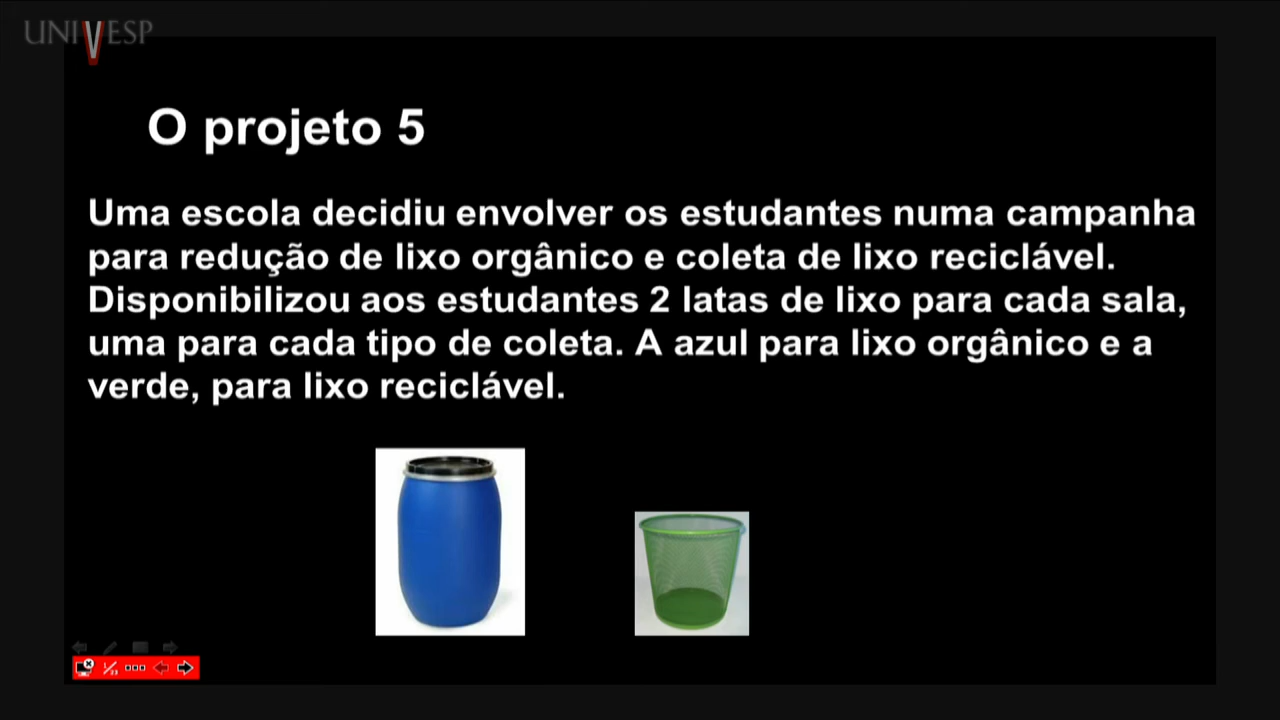 UNIVESP
O projeto 5
Uma escola decidiu envolver os estudantes numa campanha
para redução de lixo orgânico e coleta de lixo reciclável.
Disponibilizou aos estudantes 2 latas de lixo para cada sala,
uma para cada tipo de coleta. A azul para lixo orgânico e a
verde, para lixo reciclável.